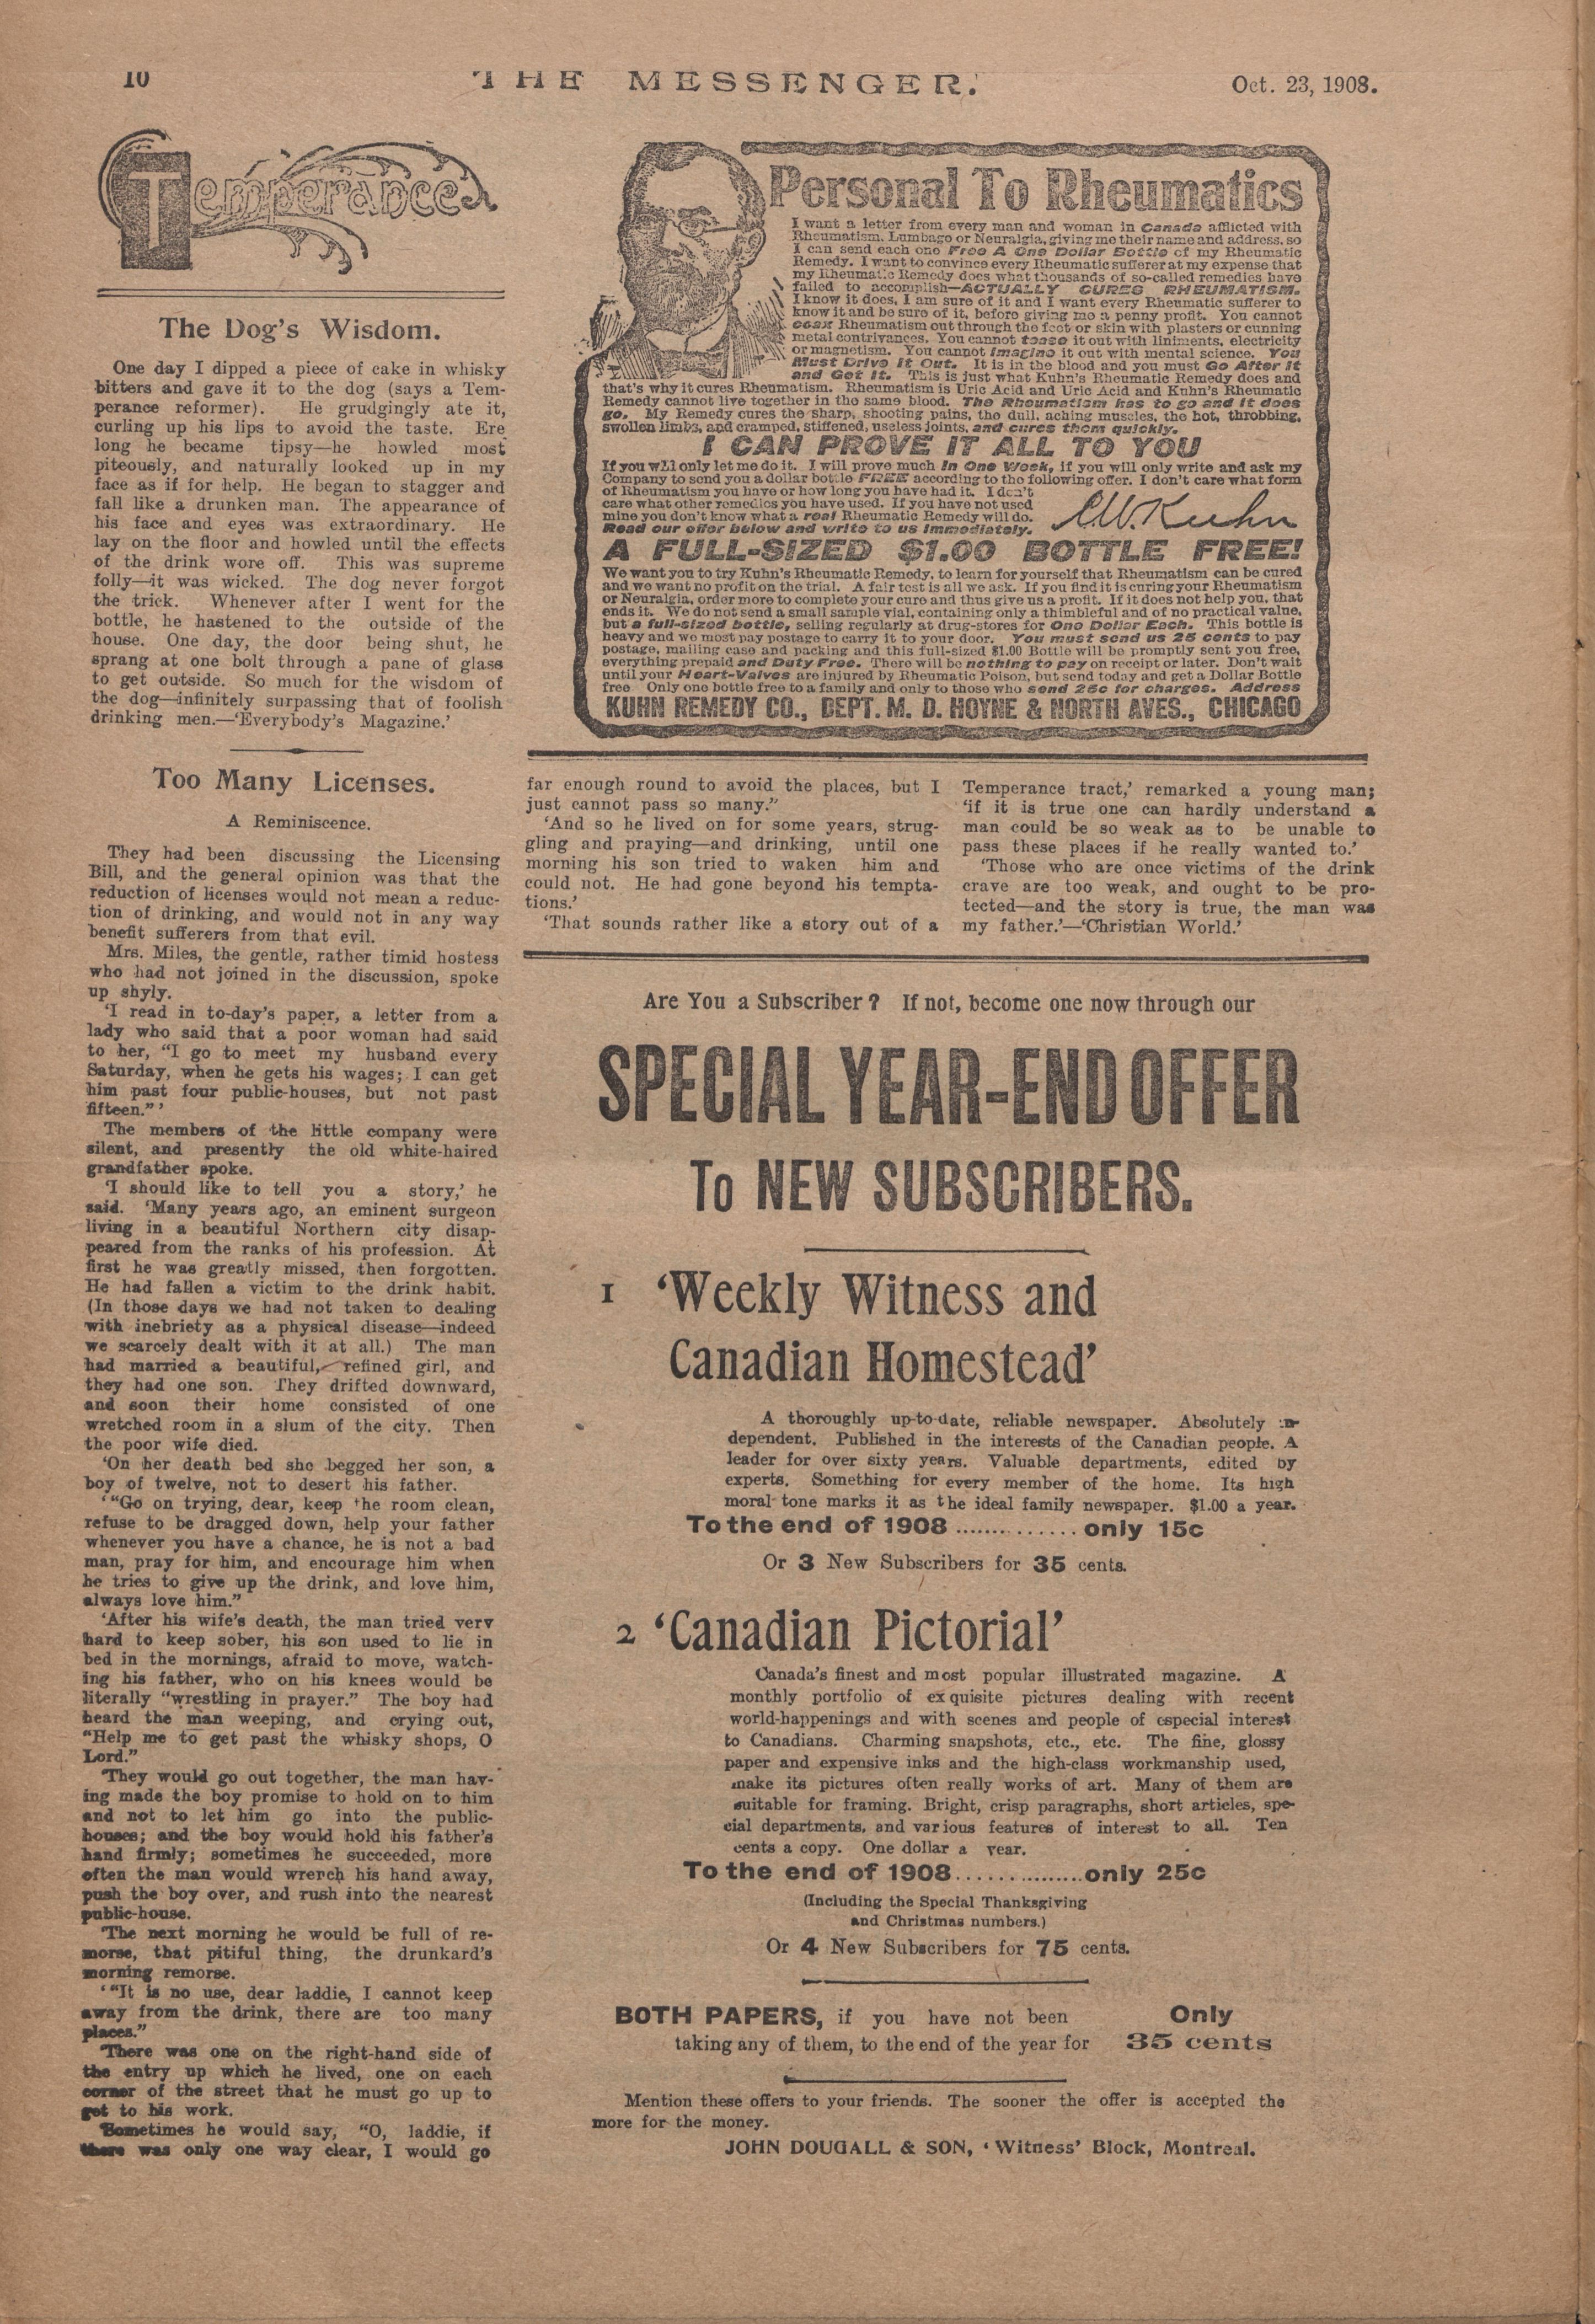 10
THE MESSENGER.
Oct. 23, 1908.
Temperance
The Dog's Wisdom.
One day I dipped a piece of cake in whisky
bitters and gave it to the dog (says a Tem-
perance reformer). He grudgingly ate it,
curling up his lips to avoid the taste. Ere
long he became tipsy—he howled most
piteously, and naturally looked up in my
face as if for help. He began to stagger and
fall like a drunken man. The appearance of
his face and eyes was extraordinary. He
lay on the floor and howled until the effects
of the drink wore off. This was supreme
folly—it was wicked. The dog never forgot
the trick. Whenever after I went for the
bottle, he hastened to the outside of the
house. One day, the door being shut, he
sprang at one bolt through a pane of glass
to get outside. So much for the wisdom of
the dog—infinitely surpassing that of foolish
drinking men.—'Everybody's Magazine.'
Too Many Licenses.
A Reminiscence.
They had been discussing the Licensing
Bill, and the general opinion was that the
reduction of licenses would not mean a reduc-
tion of drinking, and would not in any way
benefit sufferers from that evil.
Mrs. Miles, the gentle, rather timid hostess
who had not joined in the discussion, spoke
up shyly.
'I read in to-day's paper, a letter from a
lady who said that a poor woman had said
to her, "I go to meet my husband every
Saturday, when he gets his wages; I can get
him past four public-houses, but not past
fifteen."'
The members of the little company were
silent, and presently the old white-haired
grandfather spoke.
'I should like to tell you a story,' he
said. 'Many years ago, an eminent surgeon
living in a beautiful Northern city disap-
peared from the ranks of his profession. At
first he was greatly missed, then forgotten.
He had fallen a victim to the drink habit.
(In those days we had not taken to dealing
with inebriety as a physical disease—indeed
we scarcely dealt with it at all.) The man
had married a beautiful, refined girl, and
they had one son. They drifted downward,
and soon their home consisted of one
wretched room in a slum of the city. Then
the poor wife died.
'On her death bed she begged her son, a
boy of twelve, not to desert his father.
'"Go on trying, dear, keep the room clean,
refuse to be dragged down, help your father
whenever you have a chance, he is not a bad
man, pray for him, and encourage him when
he tries to give up the drink, and love him,
always love him."
'After his wife's death, the man tried very
hard to keep sober, his son used to lie in
bed in the mornings, afraid to move, watch-
ing his father, who on his knees would be
literally "wrestling in prayer." The boy had
heard the man weeping, and crying out,
"Help me to get past the whisky shops, O
Lord."
'They would go out together, the man hav-
ing made the boy promise to hold on to him
and not to let him go into the public-
houses; and the boy would hold his father's
hand firmly; sometimes he succeeded, more
often the man would wrench his hand away,
push the boy over, and rush into the nearest
public-house.
'The next morning he would be full of re-
morse, that pitiful thing, the drunkard's
morning remorse.
'"It is no use, dear laddie, I cannot keep
away from the drink, there are too many
places."
'There was one on the right-hand side of
the entry up which he lived, one on each
corner of the street that he must go up to
get to his work.
'Sometimes he would say, "O, laddie, if
there was only one way clear, I would go
Personal To Rheumatics
I want a letter from every man and woman in Canada afflicted with
Rheumatism, Lumbago or Neuralgia, giving me their name and address, so
I can send each one Free A One Dollar Bottle of my Rheumatic
Remedy. I want to convince every Rheumatic sufferer at my expense that
my Rheumatic Remedy does what thousands of so-called remedies have
failed to accomplish—ACTUALLY CURES RHEUMATISM.
I know it does, I am sure of it and I want every Rheumatic sufferer to
know it and be sure of it, before giving me a penny profit. You cannot
coax Rheumatism out through the feet or skin with plasters or cunning
metal contrivances. You cannot tease it out with liniments, electricity
or magnetism. You cannot imagine it out with mental science. You
Must Drive It Out. It is in the blood and you must Go After It
and Get It. This is just what Kuhn's Rheumatic Remedy does and
that's why it cures Rheumatism. Rheumatism is Uric Acid and Uric Acid and Kuhn's Rheumatic
Remedy cannot live together in the same blood. The Rheumatism has to go and it does
go. My Remedy cures the sharp, shooting pains, the dull, aching muscles, the hot, throbbing,
swollen limbs, and cramped, stiffened, useless joints, and cures them quickly.
I CAN PROVE IT ALL TO YOU
If you will only let me do it. I will prove much In One Week, if you will only write and ask my
Company to send you a dollar bottle FREE according to the following offer. I don't care what form
of Rheumatism you have or how long you have had it. I don't
care what other remedies you have used. If you have not used
mine you don't know what a real Rheumatic Remedy will do.
Read our offer below and write to us immediately.
C.W. Kuhn
A FULL-SIZED $1.00 BOTTLE FREE!
We want you to try Kuhn's Rheumatic Remedy, to learn for yourself that Rheumatism can be cured
and we want no profit on the trial. A fair test is all we ask. If you find it is curing your Rheumatism
or Neuralgia, order more to complete your cure and thus give us a profit. If it does not help you, that
ends it. We do not send a small sample vial, containing only a thimbleful and of no practical value,
but a full-sized bottle, selling regularly at drug-stores for One Dollar Each. This bottle is
heavy and we most pay postage to carry it to your door. You must send us 25 cents to pay
postage, mailing case and packing and this full-sized $1.00 Bottle will be promptly sent you free,
everything prepaid and Duty Free. There will be nothing to pay on receipt or later. Don't wait
until your Heart-Valves are injured by Rheumatic Poison, but send today and get a Dollar Bottle
free. Only one bottle free to a family and only to those who send 25c for charges. Address
KUHN REMEDY CO., DEPT. M. D. HOYNE & NORTH AVES., CHICAGO
far enough round to avoid the places, but I
just cannot pass so many."
'And so he lived on for some years, strug-
gling and praying—and drinking, until one
morning his son tried to waken him and
could not. He had gone beyond his tempta-
tions.'
'That sounds rather like a story out of a
Temperance tract,' remarked a young man;
'if it is true one can hardly understand a
man could be so weak as to be unable to
pass these places if he really wanted to.'
'Those who are once victims of the drink
crave are too weak, and ought to be pro-
tected—and the story is true, the man was
my father.'—'Christian World.'
Are You a Subscriber? If not, become one now through our
SPECIAL YEAR-END OFFER
To NEW SUBSCRIBERS.
1 'Weekly Witness and
Canadian Homestead'
A thoroughly up-to-date, reliable newspaper. Absolutely in-
dependent. Published in the interests of the Canadian people. A
leader for over sixty years. Valuable departments, edited by
experts. Something for every member of the home. Its high
moral tone marks it as the ideal family newspaper. $1.00 a year.
To the end of 1908 .............. only 15c
Or 3 New Subscribers for 35 cents.
2 'Canadian Pictorial'
Canada's finest and most popular illustrated magazine. A
monthly portfolio of exquisite pictures dealing with recent
world-happenings and with scenes and people of especial interest
to Canadians. Charming snapshots, etc., etc. The fine, glossy
paper and expensive inks and the high-class workmanship used,
make its pictures often really works of art. Many of them are
suitable for framing. Bright, crisp paragraphs, short articles, spe-
cial departments, and various features of interest to all. Ten
cents a copy. One dollar a year.
To the end of 1908...............only 25c
(Including the Special Thanksgiving
and Christmas numbers.)
Or 4 New Subscribers for 75 cents.
BOTH PAPERS, if you have not been
taking any of them, to the end of the year for
Only
35 cents
Mention these offers to your friends. The sooner the offer is accepted the
more for the money.
JOHN DOUGALL & SON, 'Witness' Block, Montreal.